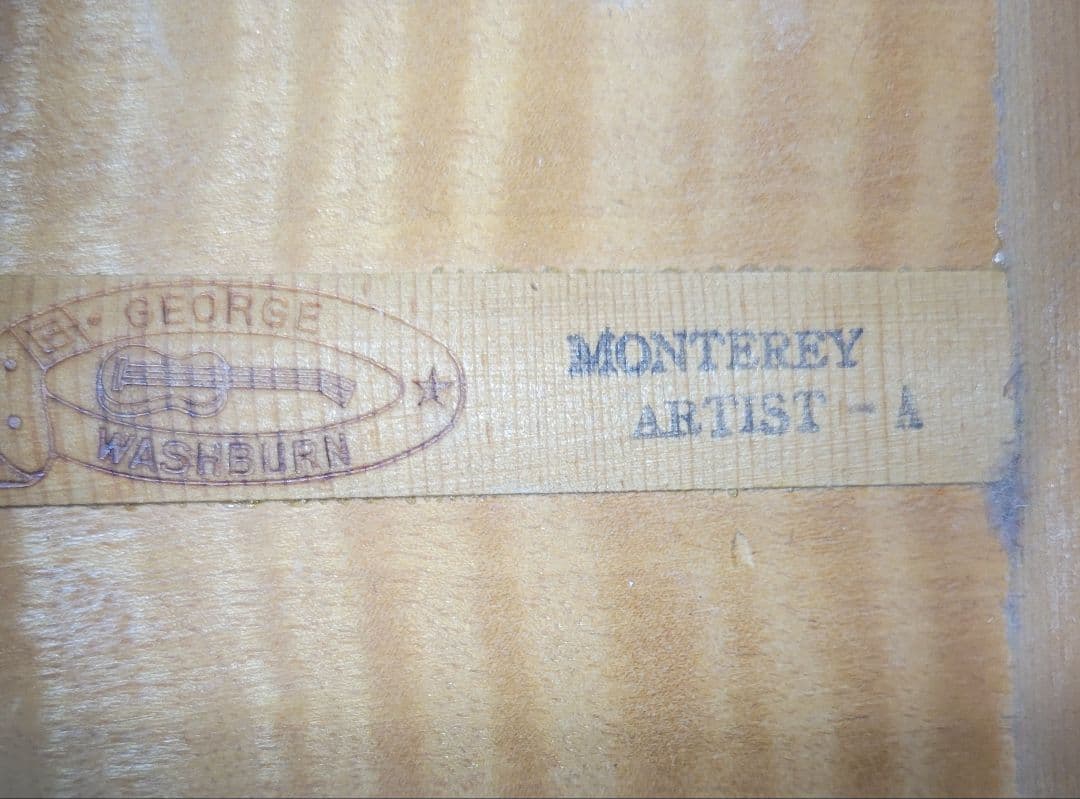 GEORGE
WASHBURN
MONTEREY
ARTIST - A